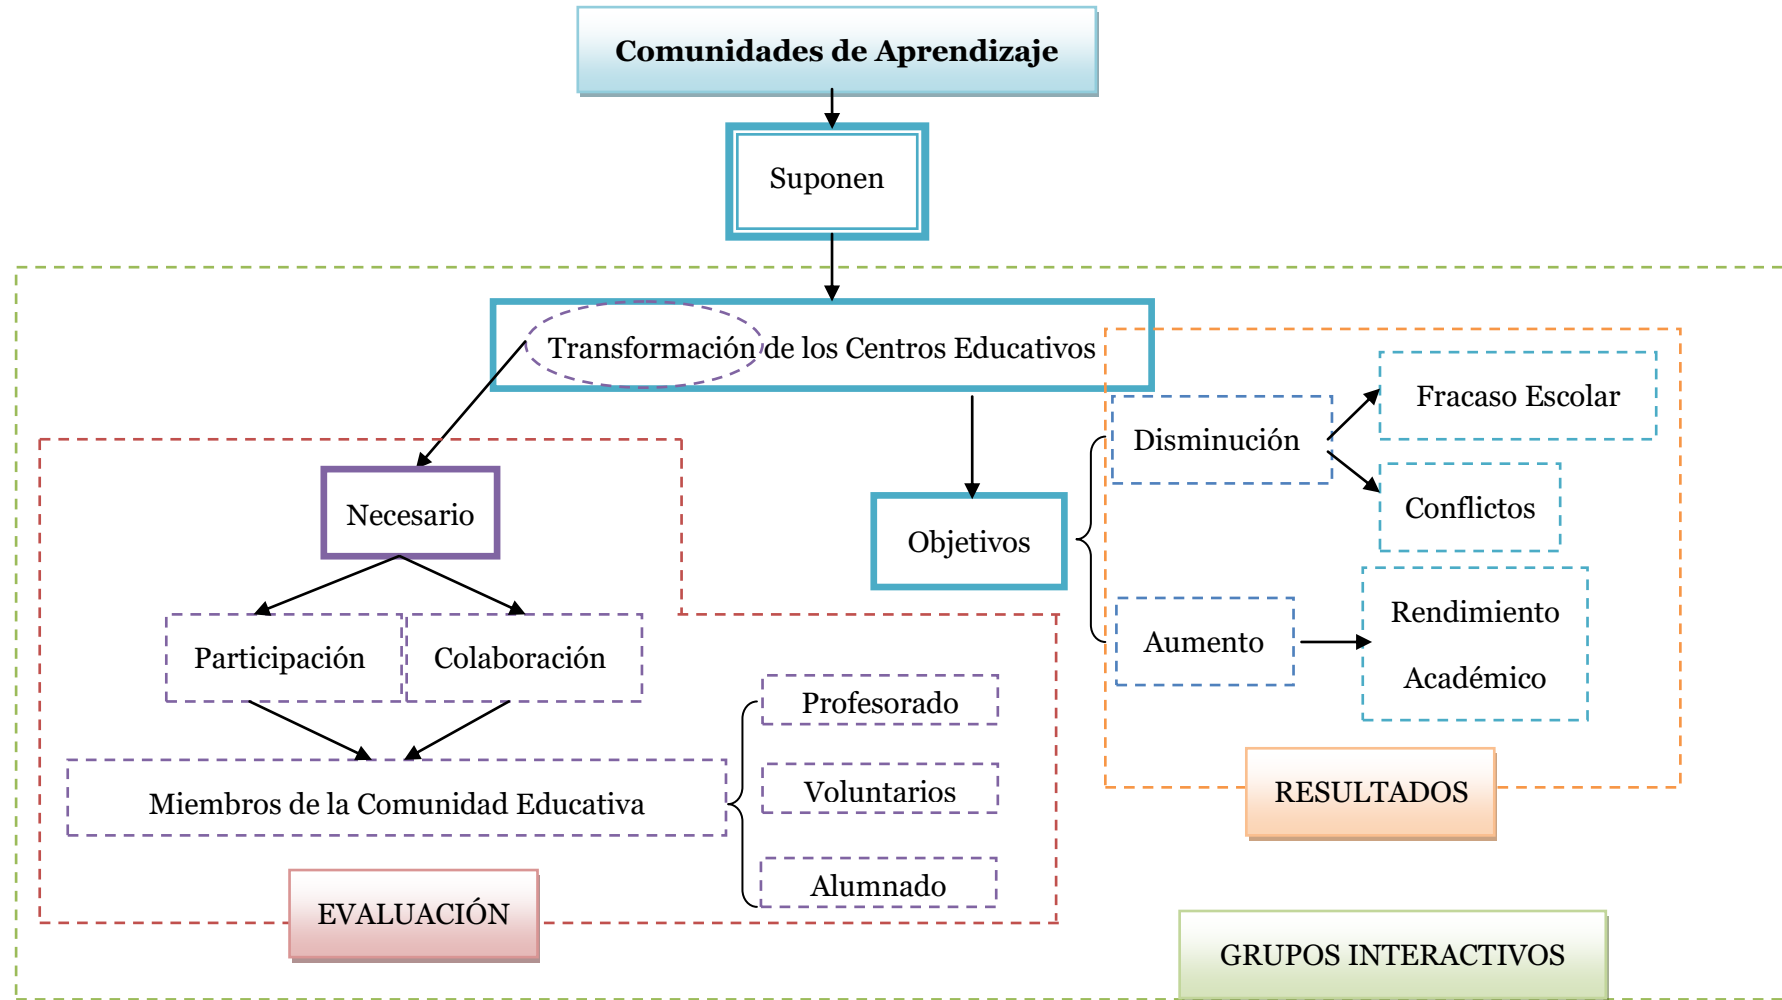 Comunidades de Aprendizaje
Suponen
Transformación de los Centros Educativos
Necesario
Participación
Colaboración
Miembros de la Comunidad Educativa
Profesorado
Voluntarios
Alumnado
EVALUACIÓN
Objetivos
Disminución
Fracaso Escolar
Conflictos
Aumento
Rendimiento
Académico
RESULTADOS
GRUPOS INTERACTIVOS